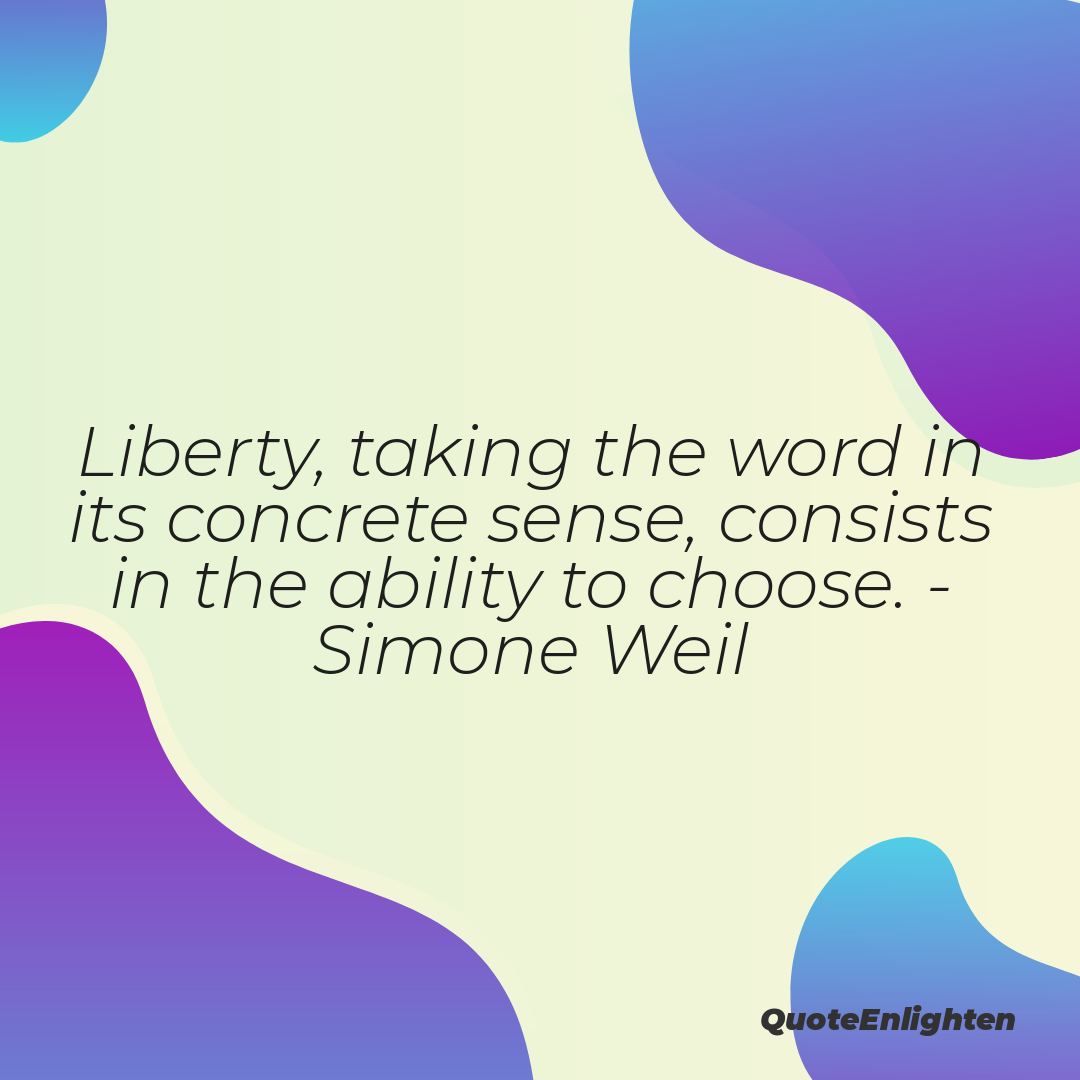 Liberty, taking the word in
its concrete sense, consists
in the ability to choose. -
Simone Weil
QuoteEnlighten